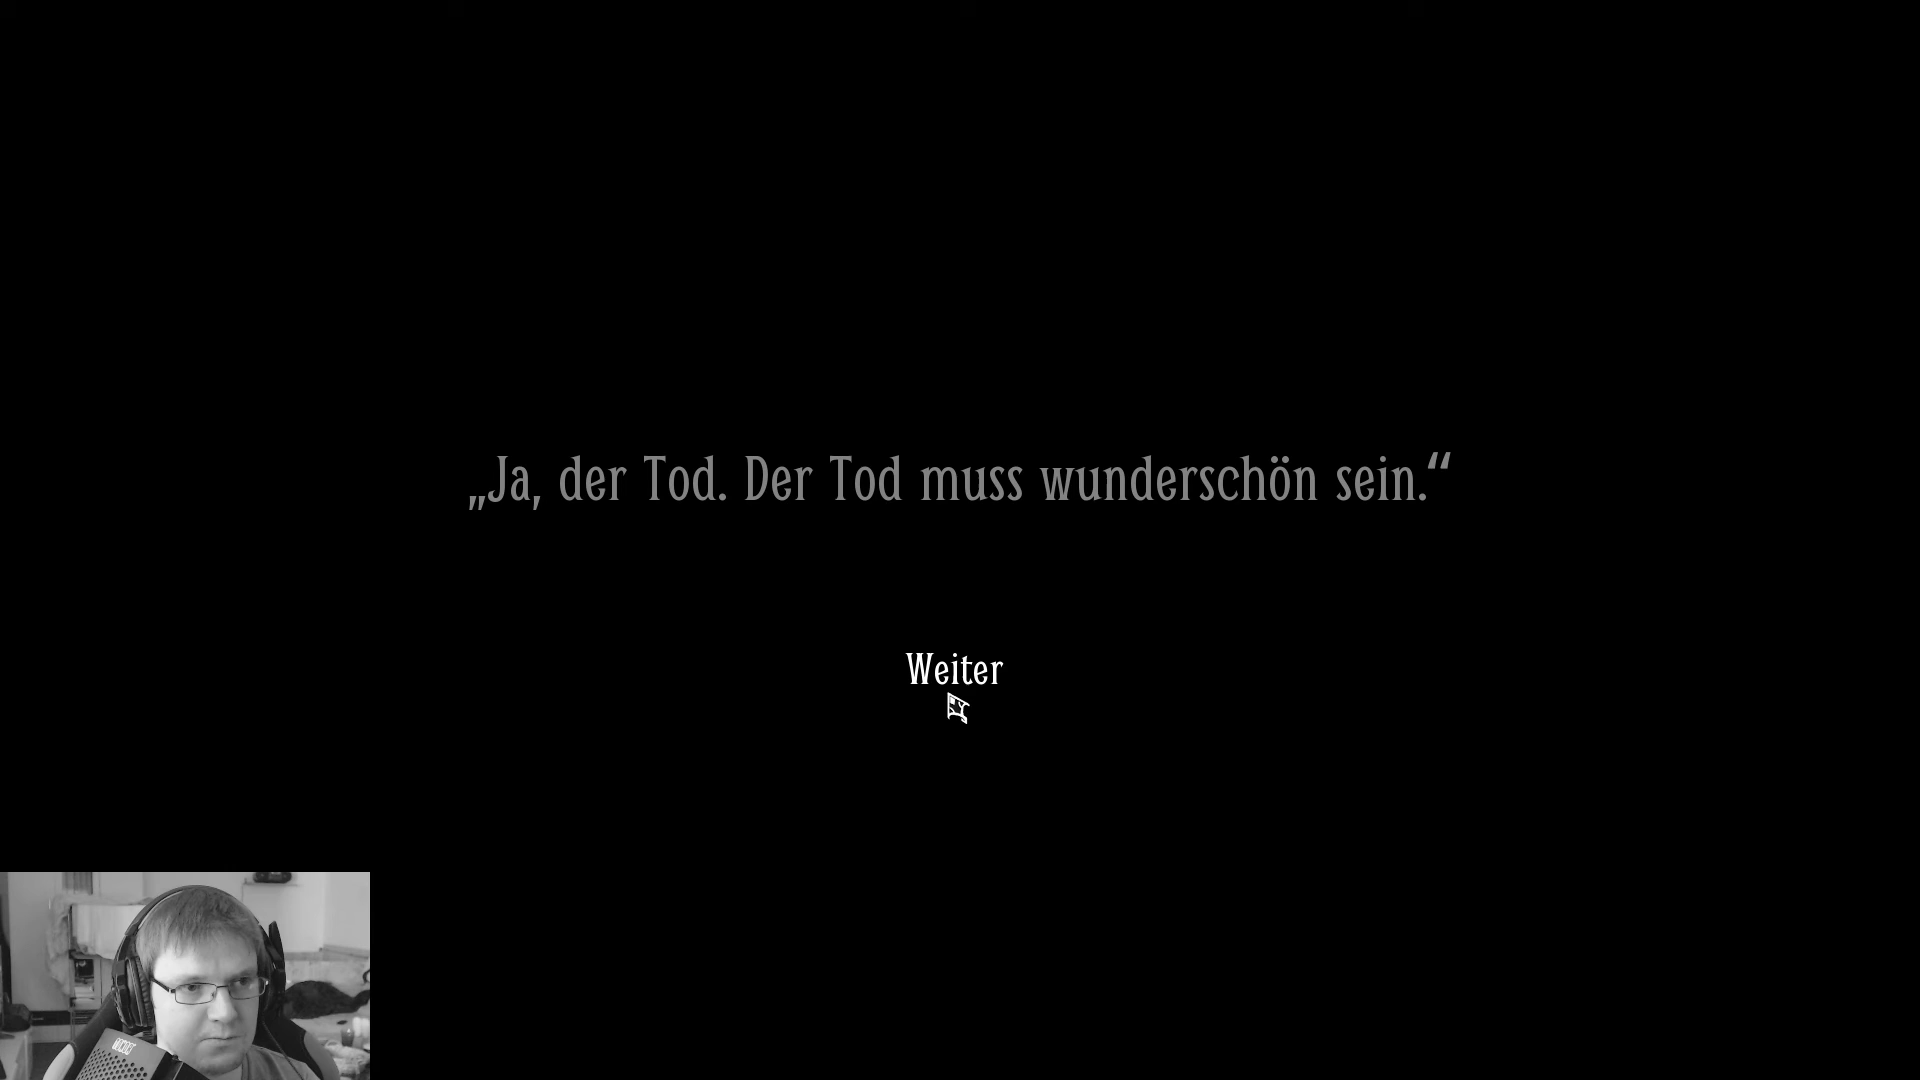 „Ja, der Tod. Der Tod muss wunderschön sein.“
Weiter